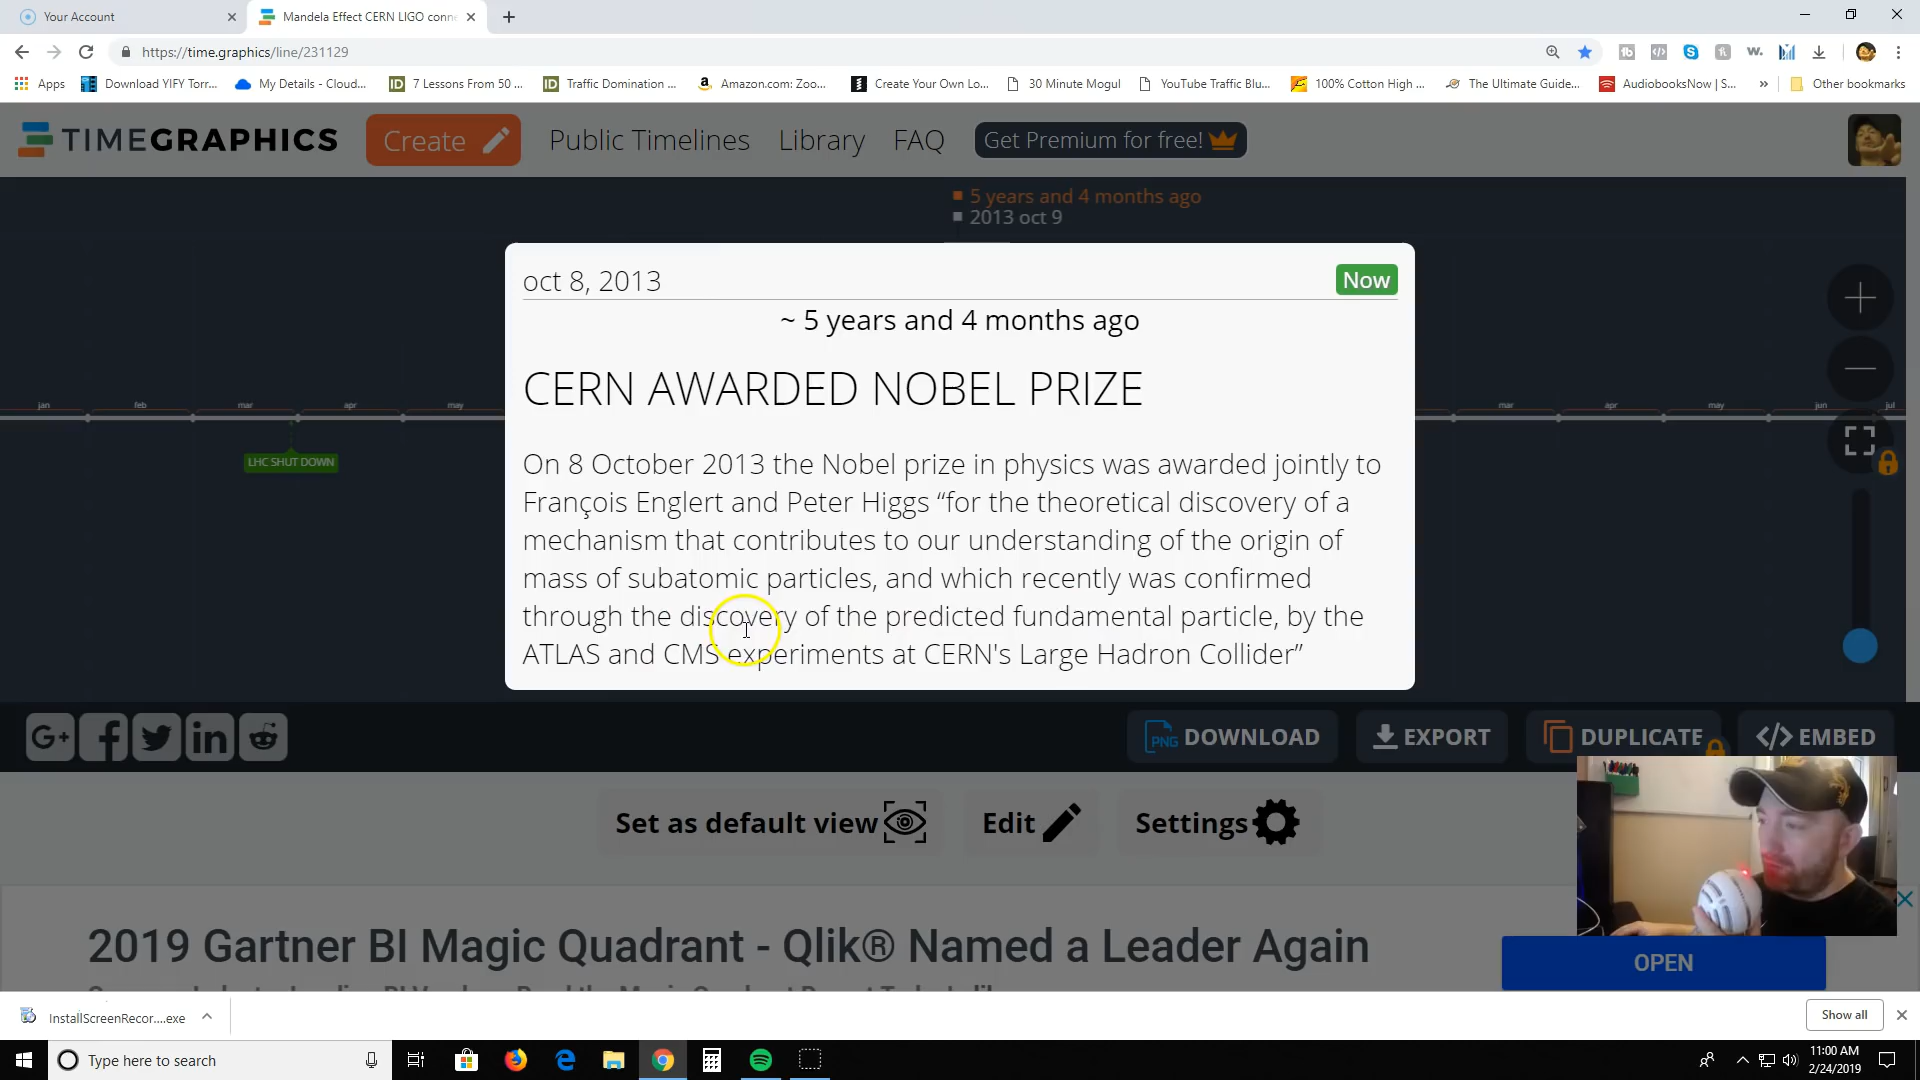 Your Account
Mandela Effect CERN LIGO conne
https://time.graphics/line/231129
Apps
Download YIFY Torr...
My Details - Cloud...
7 Lessons From 50 ...
Traffic Domination ...
Amazon.com: Zoo...
Create Your Own Lo...
30 Minute Mogul
YouTube Traffic Blu...
100% Cotton High ...
The Ultimate Guide...
AudiobooksNow | S...
Other bookmarks
TIMEGRAPHICS
Create
Public Timelines
Library
FAQ
Get Premium for free!
5 years and 4 months ago
2013 oct 9
oct 8, 2013
Now
~ 5 years and 4 months ago
CERN AWARDED NOBEL PRIZE
On 8 October 2013 the Nobel prize in physics was awarded jointly to
François Englert and Peter Higgs “for the theoretical discovery of a
mechanism that contributes to our understanding of the origin of
mass of subatomic particles, and which recently was confirmed
through the discovery of the predicted fundamental particle, by the
ATLAS and CMS experiments at CERN's Large Hadron Collider”
jan feb mar apr may
mar apr may jun jul
LHC SHUT DOWN
G+
in
PNG DOWNLOAD
EXPORT
DUPLICATE
</> EMBED
Set as default view
Edit
Settings
2019 Gartner BI Magic Quadrant - Qlik® Named a Leader Again
OPEN
InstallScreenRecor....exe
Show all
Type here to search
11:00 AM
2/24/2019